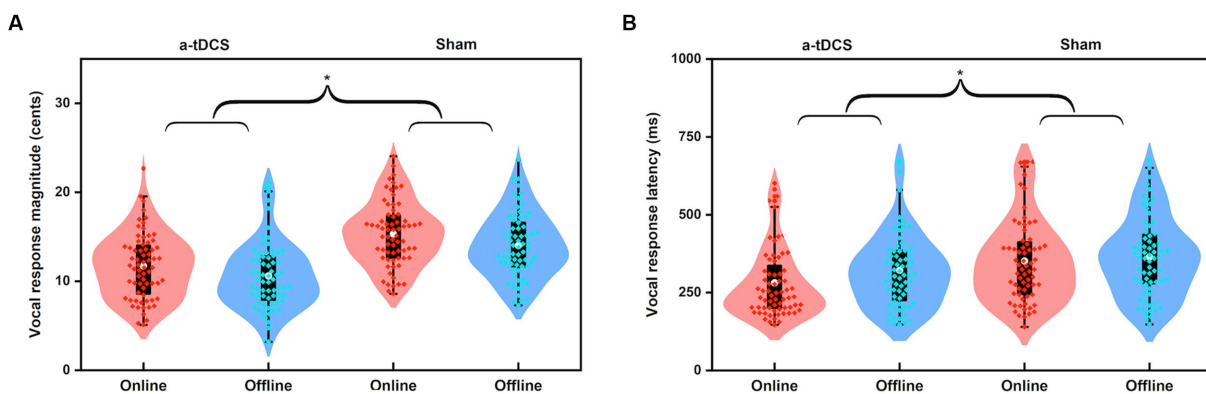 A
a-tDCS Sham
Vocal response magnitude (cents)
30
20
10
0
*
Online Offline Online Offline
B
a-tDCS Sham
Vocal response latency (ms)
1000
750
500
250
0
*
Online Offline Online Offline